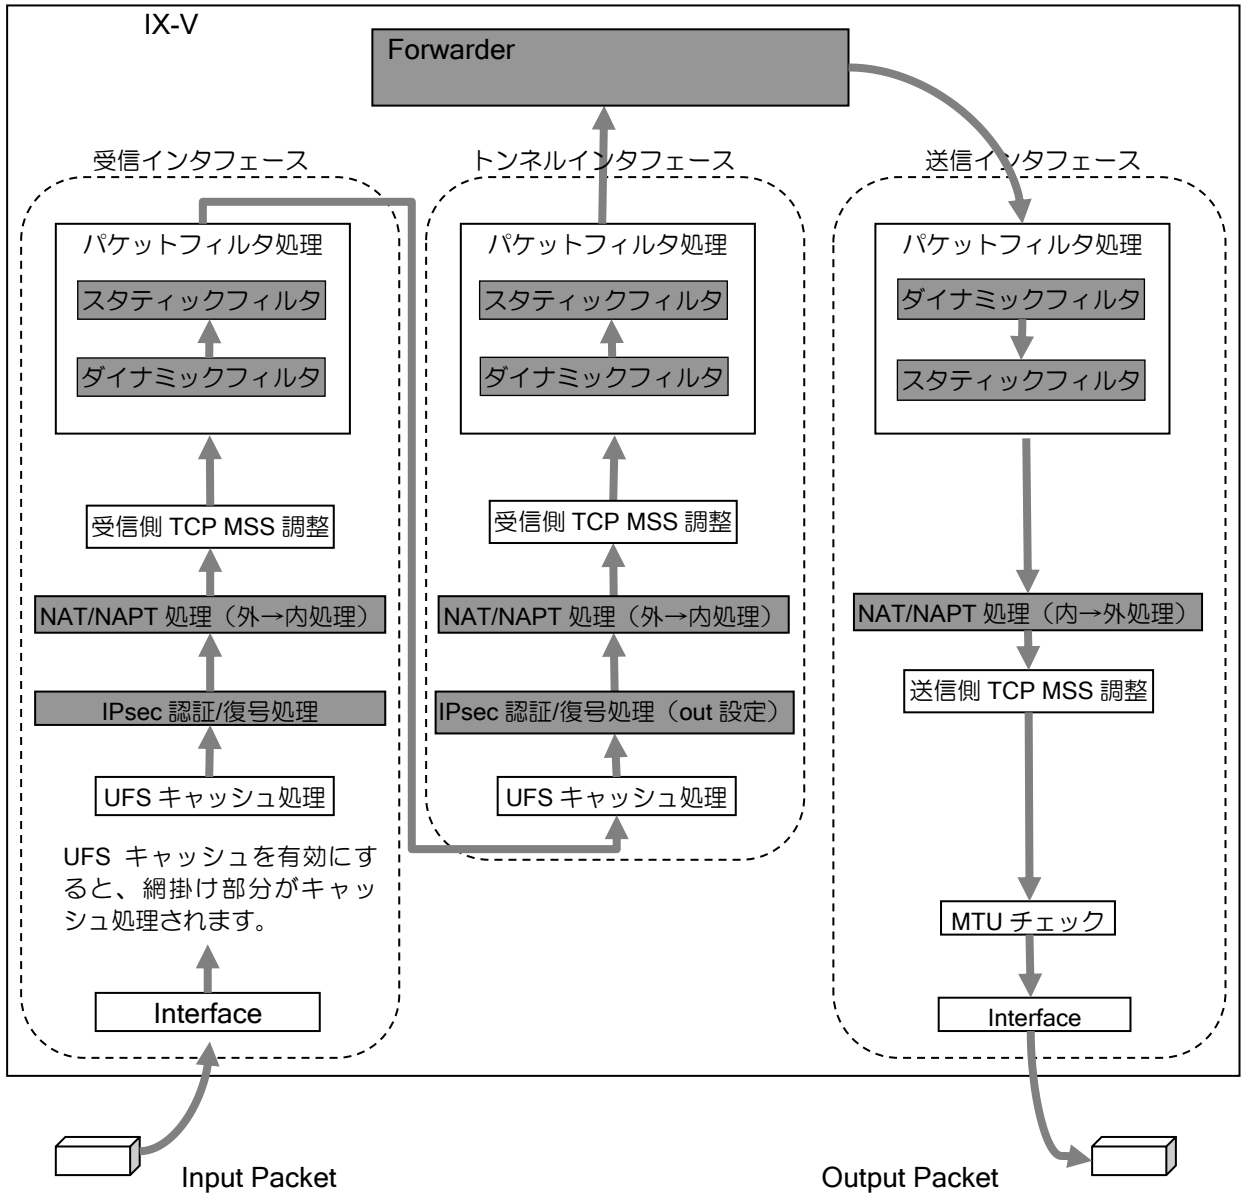 IX-V
Forwarder
受信インタフェース
パケットフィルタ処理
スタティックフィルタ
ダイナミックフィルタ
受信側 TCP MSS 調整
NAT/NAPT 処理（外→内処理）
IPsec 認証/復号処理
UFS キャッシュ処理
UFS キャッシュを有効にす
ると、網掛け部分がキャッ
シュ処理されます。
Interface
Input Packet
トンネルインタフェース
パケットフィルタ処理
スタティックフィルタ
ダイナミックフィルタ
受信側 TCP MSS 調整
NAT/NAPT 処理（外→内処理）
IPsec 認証/復号処理（out 設定）
UFS キャッシュ処理
送信インタフェース
パケットフィルタ処理
ダイナミックフィルタ
スタティックフィルタ
NAT/NAPT 処理（内→外処理）
送信側 TCP MSS 調整
MTU チェック
Interface
Output Packet